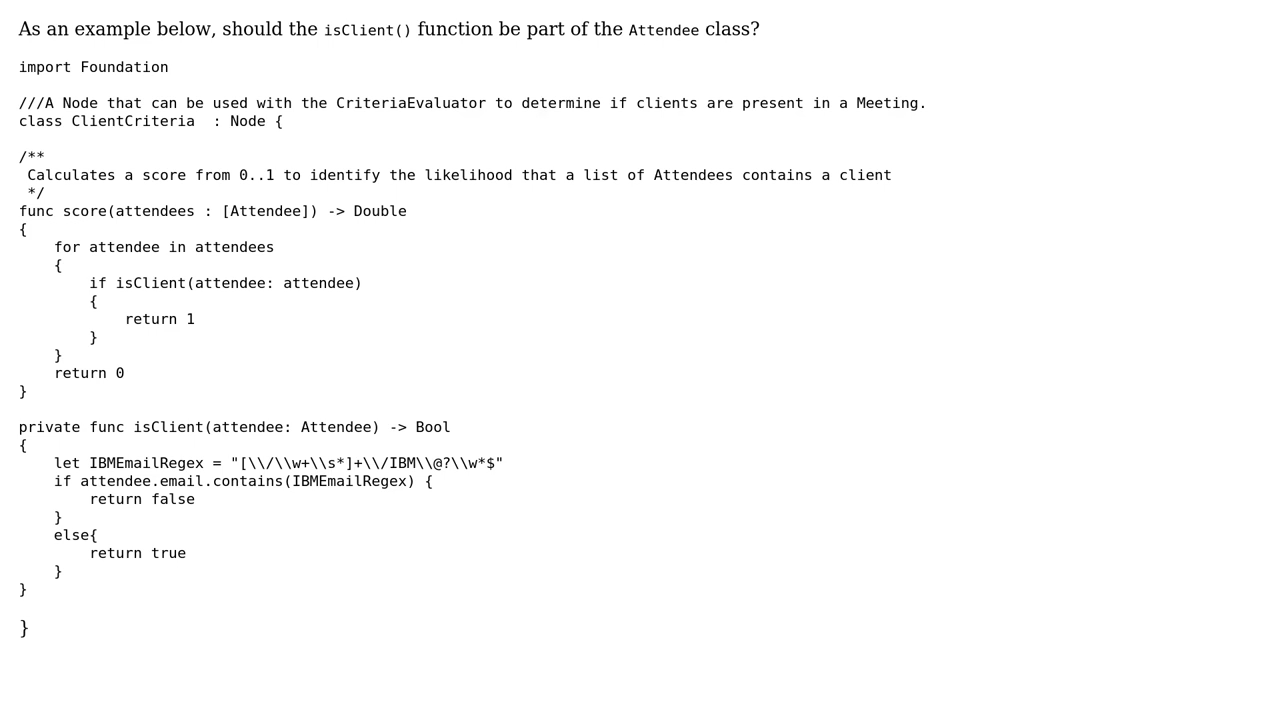 As an example below, should the isClient() function be part of the Attendee class?
import Foundation
///A Node that can be used with the CriteriaEvaluator to determine if clients are present in a Meeting.
class ClientCriteria  : Node {
/**
 Calculates a score from 0..1 to identify the likelihood that a list of Attendees contains a client
 */
func score(attendees : [Attendee]) -> Double
{
    for attendee in attendees
    {
        if isClient(attendee: attendee)
        {
            return 1
        }
    }
    return 0
}
private func isClient(attendee: Attendee) -> Bool
{
    let IBMEmailRegex = "[\\/\\w+\\s*]+\\/IBM\\@?\\w*$"
    if attendee.email.contains(IBMEmailRegex) {
        return false
    }
    else{
        return true
    }
}
}